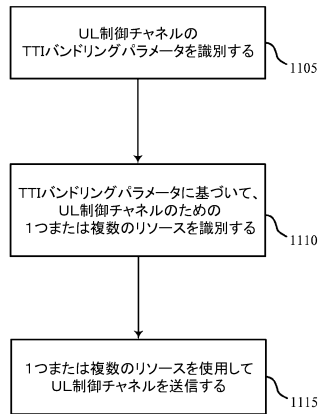 UL制御チャネルの
TTIバンドリングパラメータを識別する
1105
TTIバンドリングパラメータに基づいて、
UL制御チャネルのための
1つまたは複数のリソースを識別する
1110
1つまたは複数のリソースを使用して
UL制御チャネルを送信する
1115